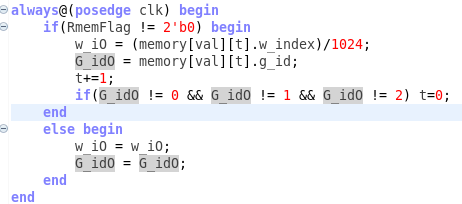 always@(posedge clk) begin
if(RmemFlag != 2'b0) begin
w_iO = (memory[val][t].w_index)/1024;
G_idO = memory[val][t].g_id;
t+=1;
if(G_idO != 0 && G_idO != 1 && G_idO != 2) t=0;
end
else begin
w_iO = w_iO;
G_idO = G_idO;
end
end